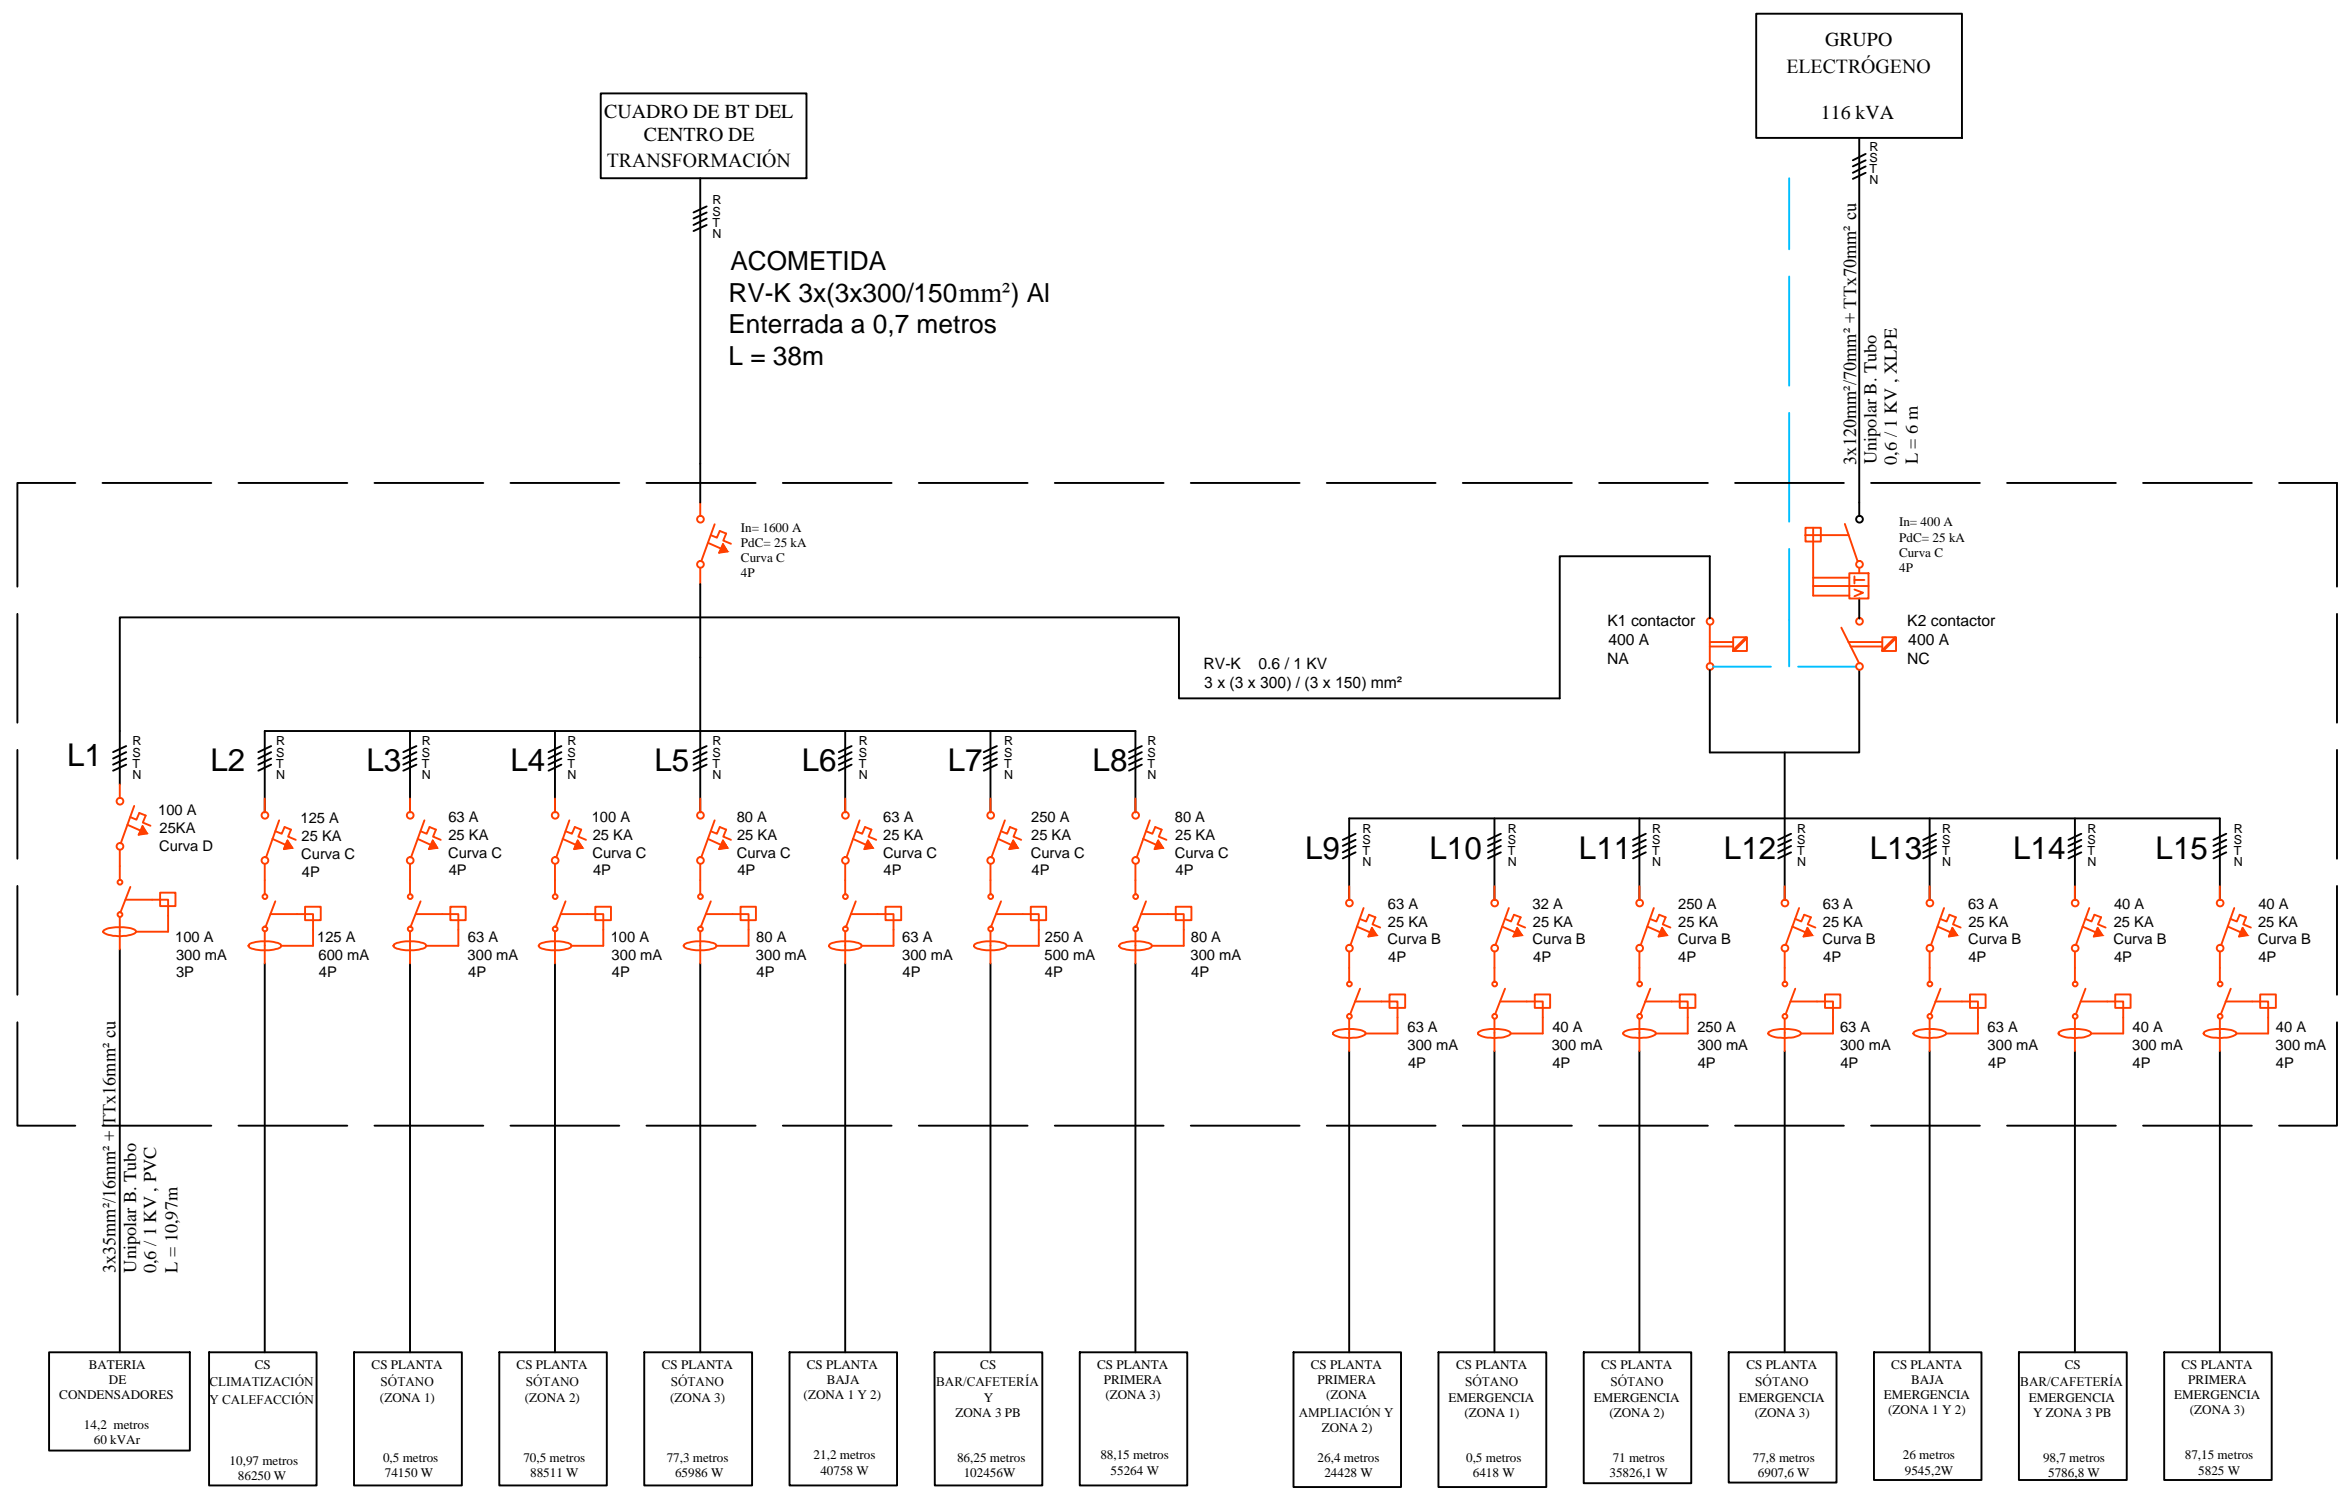 GRUPO
ELECTRÓGENO
116 kVA
CUADRO DE BT DEL
CENTRO DE
TRANSFORMACIÓN
R
S
T
N
R
S
T
N
ACOMETIDA
RV-K 3x(3x300/150mm²) Al
Enterrada a 0,7 metros
L = 38m
3x120mm²/70mm² + TTx70mm² cu
Unipolar B. Tubo
0,6 / 1 KV , XLPE
L = 6 m
In= 1600 A
PdC= 25 kA
Curva C
4P
In= 400 A
PdC= 25 kA
Curva C
4P
VT
K1 contactor
400 A
NA
K2 contactor
400 A
NC
RV-K 0.6 / 1 KV
3 x (3 x 300) / (3 x 150) mm²
L1
R
S
T
N
100 A
25KA
Curva D
100 A
300 mA
3P
3x35mm²/16mm² + TTx16mm² cu
Unipolar B. Tubo
0,6 / 1 KV , PVC
L = 10,97m
BATERIA
DE
CONDENSADORES
14,2 metros
60 kVAr
L2
R
S
T
N
125 A
25 KA
Curva C
4P
125 A
600 mA
4P
CS
CLIMATIZACIÓN
Y CALEFACCIÓN
10,97 metros
86250 W
L3
R
S
T
N
63 A
25 KA
Curva C
4P
63 A
300 mA
4P
CS PLANTA
SÓTANO
(ZONA 1)
0,5 metros
74150 W
L4
R
S
T
N
100 A
25 KA
Curva C
4P
100 A
300 mA
4P
CS PLANTA
SÓTANO
(ZONA 2)
70,5 metros
88511 W
L5
R
S
T
N
80 A
25 KA
Curva C
4P
80 A
300 mA
4P
CS PLANTA
SÓTANO
(ZONA 3)
77,3 metros
65986 W
L6
R
S
T
N
63 A
25 KA
Curva C
4P
63 A
300 mA
4P
CS PLANTA
BAJA
(ZONA 1 Y 2)
21,2 metros
40758 W
L7
R
S
T
N
250 A
25 KA
Curva C
4P
250 A
500 mA
4P
CS
BAR/CAFETERÍA
Y
ZONA 3 PB
86,25 metros
102456W
L8
R
S
T
N
80 A
25 KA
Curva C
4P
80 A
300 mA
4P
CS PLANTA
PRIMERA
(ZONA 3)
88,15 metros
55264 W
L9
R
S
T
N
63 A
25 KA
Curva B
4P
63 A
300 mA
4P
CS PLANTA
PRIMERA
(ZONA
AMPLIACIÓN Y
ZONA 2)
26,4 metros
24428 W
L10
R
S
T
N
32 A
25 KA
Curva B
4P
40 A
300 mA
4P
CS PLANTA
SÓTANO
EMERGENCIA
(ZONA 1)
0,5 metros
6418 W
L11
R
S
T
N
250 A
25 KA
Curva B
4P
250 A
300 mA
4P
CS PLANTA
SÓTANO
EMERGENCIA
(ZONA 2)
71 metros
35826,1 W
L12
R
S
T
N
63 A
25 KA
Curva B
4P
63 A
300 mA
4P
CS PLANTA
SÓTANO
EMERGENCIA
(ZONA 3)
77,8 metros
6907,6 W
L13
R
S
T
N
63 A
25 KA
Curva B
4P
63 A
300 mA
4P
CS PLANTA
BAJA
EMERGENCIA
(ZONA 1 Y 2)
26 metros
9545,2W
L14
R
S
T
N
40 A
25 KA
Curva B
4P
40 A
300 mA
4P
CS
BAR/CAFETERÍA
EMERGENCIA
Y ZONA 3 PB
98,7 metros
5786,8 W
L15
R
S
T
N
40 A
25 KA
Curva B
4P
40 A
300 mA
4P
CS PLANTA
PRIMERA
EMERGENCIA
(ZONA 3)
87,15 metros
5825 W